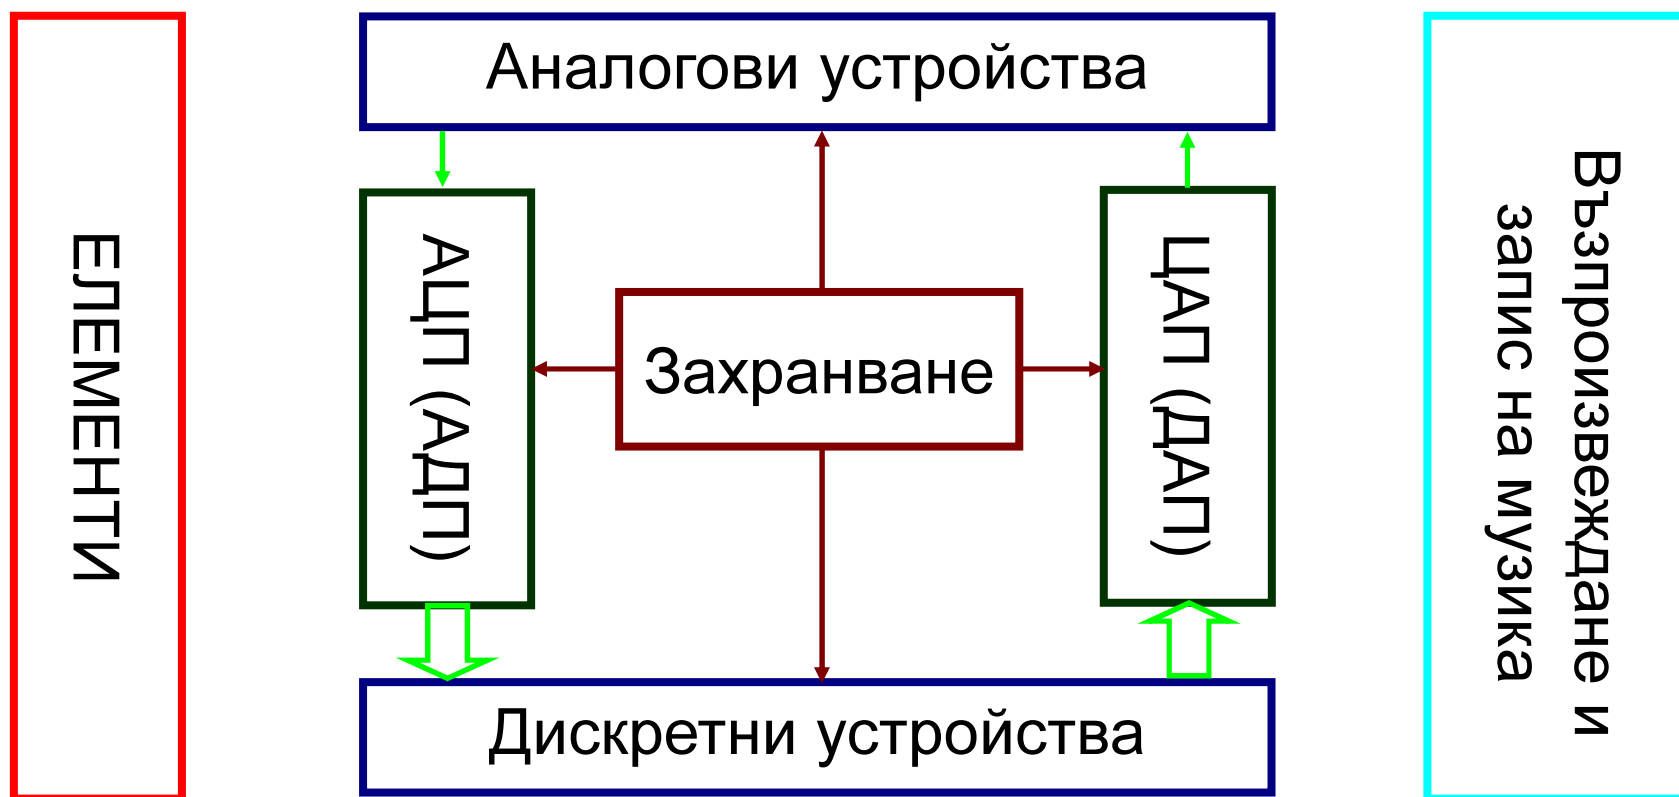 ЕЛЕМЕНТИ
Аналогови устройства
АЦП (АДП)
Захранване
ЦАП (ДАП)
Дискретни устройства
Възпроизвеждане и
запис на музика